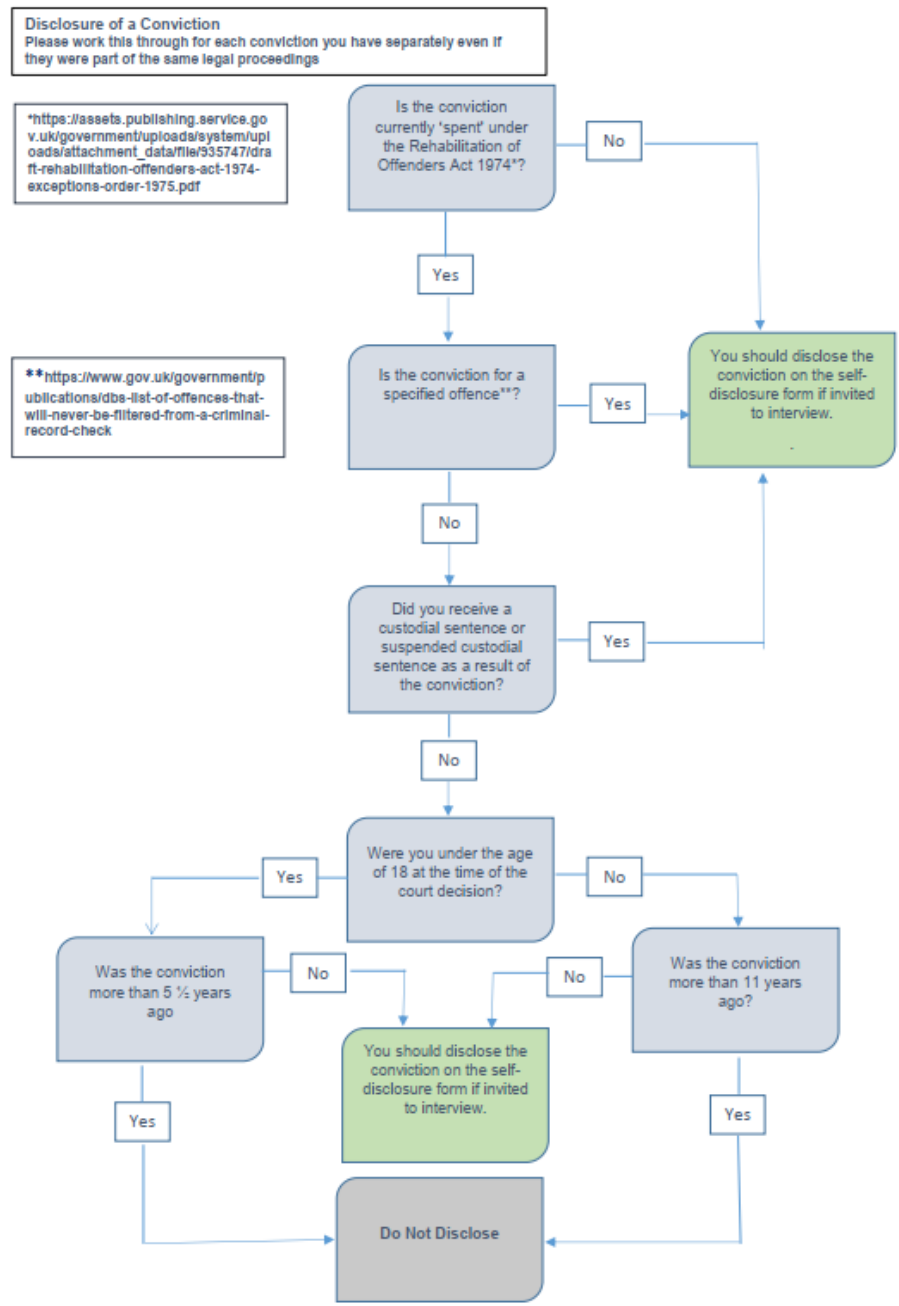 Disclosure of a Conviction
Please work this through for each conviction you have separately even if
they were part of the same legal proceedings
*https://assets.publishing.service.go
v.uk/government/uploads/system/upl
oads/attachment_data/file/935747/dra
ft-rehabilitation-offenders-act-1974-
exceptions-order-1975.pdf
Is the conviction
currently 'spent' under
the Rehabilitation of
Offenders Act 1974*?
No
Yes
**https://www.gov.uk/government/p
ublications/dbs-list-of-offences-that-
will-never-be-filtered-from-a-criminal-
record-check
Is the conviction for a
specified offence**?
Yes
You should disclose the
conviction on the self-
disclosure form if invited
to interview.
.
No
Did you receive a
custodial sentence or
suspended custodial
sentence as a result of
the conviction?
Yes
No
Were you under the age
of 18 at the time of the
court decision?
Yes
No
Was the conviction
more than 5 ½ years
ago
No
No
Was the conviction
more than 11 years
ago?
You should disclose the
conviction on the self-
disclosure form if invited
to interview.
Yes
Yes
Do Not Disclose